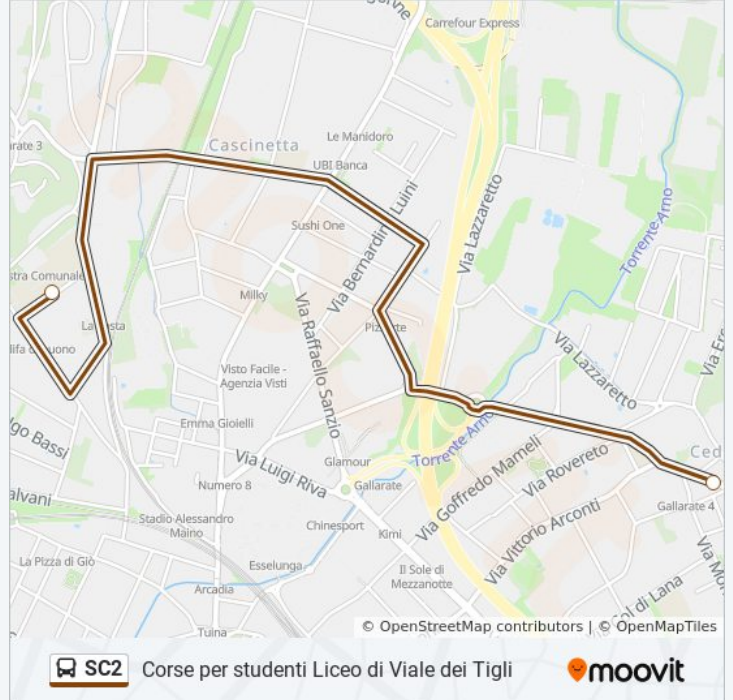 Carrefour Express
Le Manidoro
Cascinetta
UBI Banca
Sushi One
Via Bernardino Luini
Via Lazzaretto
Torrente Arno
Milky
Via Raffaello Sanzio
Visto Facile -
Agenzia Visti
Via Lazzaretto
Emma Gioielli
Torrente Arno
Glamour
Via Luigi Riva
Numero 8
Gallarate
Via Goffredo Mameli
Via Rovereto
Gallarate 4
Via Vittorio Arconti
Stadio Alessandro
Maino
Chinesport
Kimi
Esselunga
Il Sole di
Mezzanotte
La Pizza di Giò
Arcadia
Tuina
© OpenStreetMap contributors | © OpenMapTiles
SC2 Corse per studenti Liceo di Viale dei Tigli
moovit